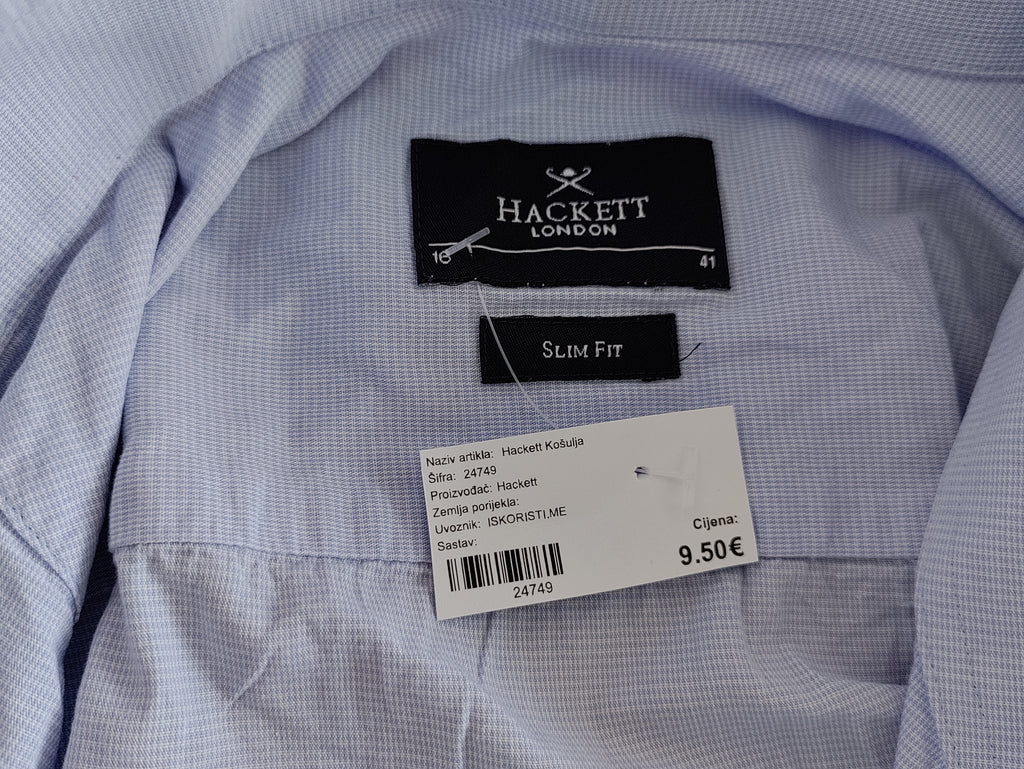 HACKETT
LONDON
16 41
SLIM FIT
Naziv artikla: Hackett Košulja
Šifra: 24749
Proizvođač: Hackett
Zemlja porijekla:
Uvoznik: ISKORISTI.ME
Sastav:
24749
Cijena:
9.50€